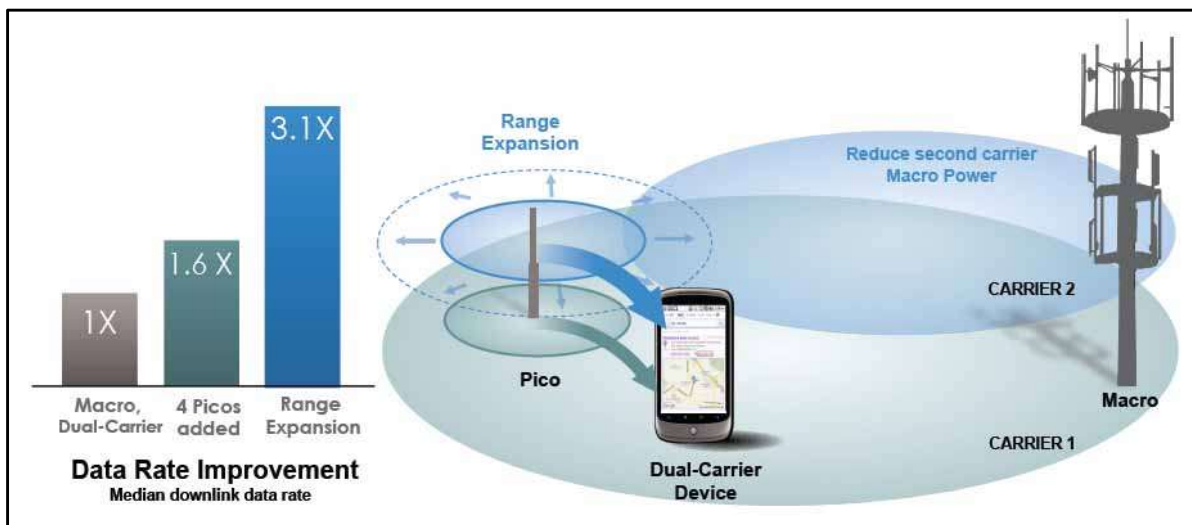 3.1X
1.6 X
1X
Macro,
Dual-Carrier
4 Picos
added
Range
Expansion
Data Rate Improvement
Median downlink data rate
Range
Expansion
Reduce second carrier
Macro Power
CARRIER 2
Pico
Macro
CARRIER 1
Dual-Carrier
Device